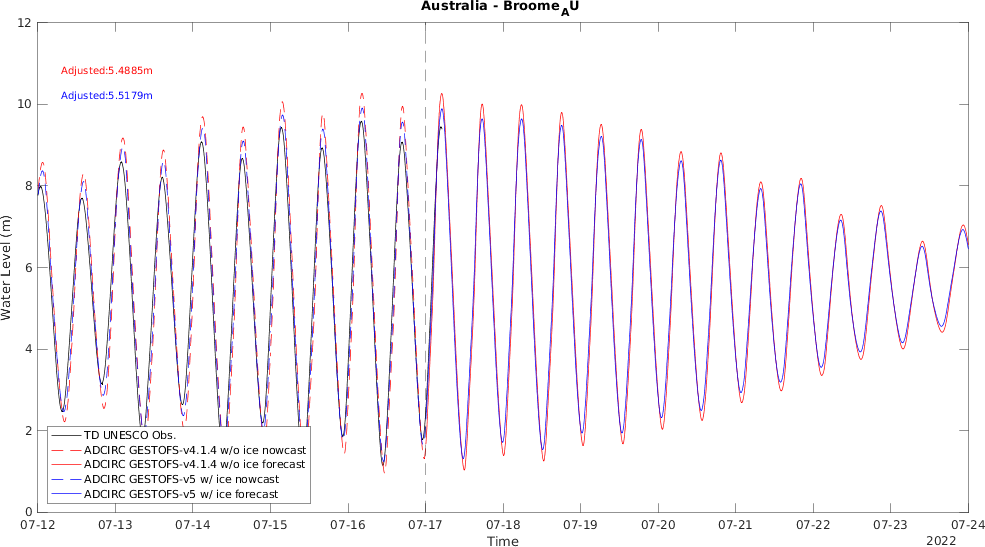 Australia - Broome_AU
12
10
8
6
4
2
0
Water Level (m)
Adjusted:5.4885m
Adjusted:5.5179m
TD UNESCO Obs.
ADCIRC GESTOFS-v4.1.4 w/o ice nowcast
ADCIRC GESTOFS-v4.1.4 w/o ice forecast
ADCIRC GESTOFS-v5 w/ ice nowcast
ADCIRC GESTOFS-v5 w/ ice forecast
07-12 07-13 07-14 07-15 07-16 07-17 07-18 07-19 07-20 07-21 07-22 07-23 07-24
Time
2022